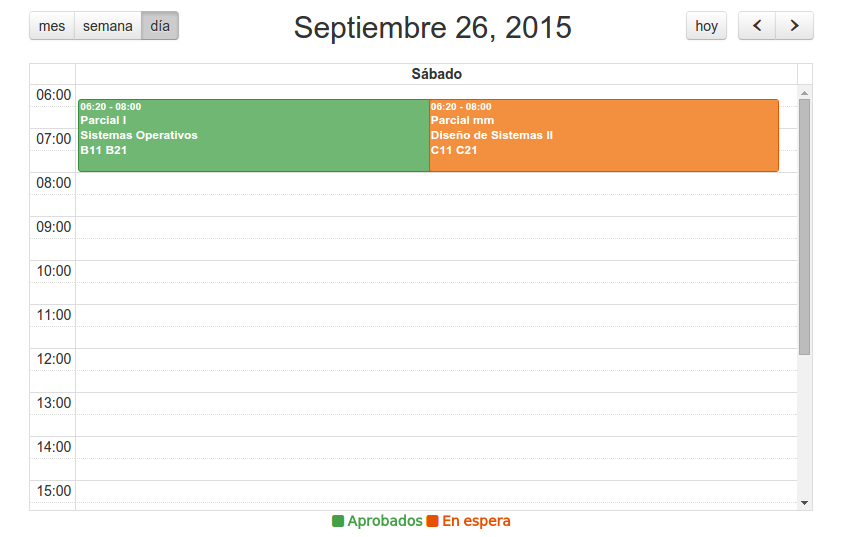 mes semana día
Septiembre 26, 2015
hoy
Sábado
06:00
06:20 - 08:00
Parcial I
Sistemas Operativos
B11 B21
06:20 - 08:00
Parcial mm
Diseño de Sistemas II
C11 C21
07:00
08:00
09:00
10:00
11:00
12:00
13:00
14:00
15:00
Aprobados En espera